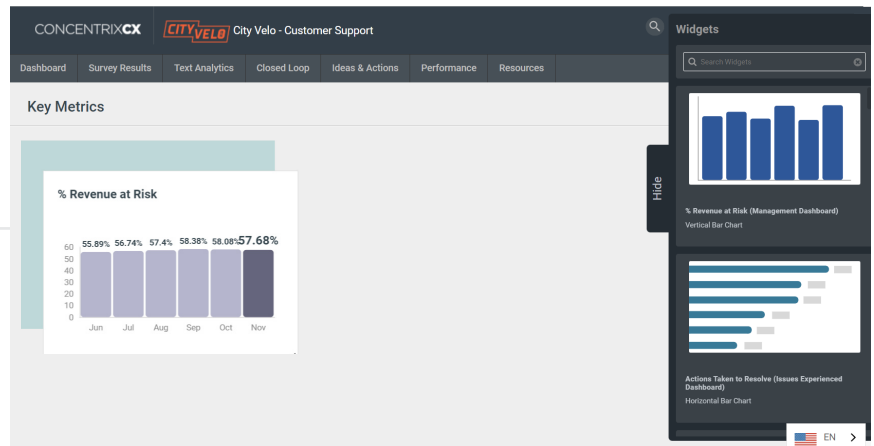 CONCENTRIXCX
CITY VELO
City Velo - Customer Support
Widgets
Dashboard Survey Results Text Analytics Closed Loop Ideas & Actions Performance Resources
Search Widgets
Key Metrics
Hide
% Revenue at Risk
55.89% 56.74% 57.4% 58.38% 58.08% 57.68%
60
50
40
30
20
10
0
Jun Jul Aug Sep Oct Nov
% Revenue at Risk (Management Dashboard)
Vertical Bar Chart
Actions Taken to Resolve (Issues Experienced
Dashboard)
Horizontal Bar Chart
EN